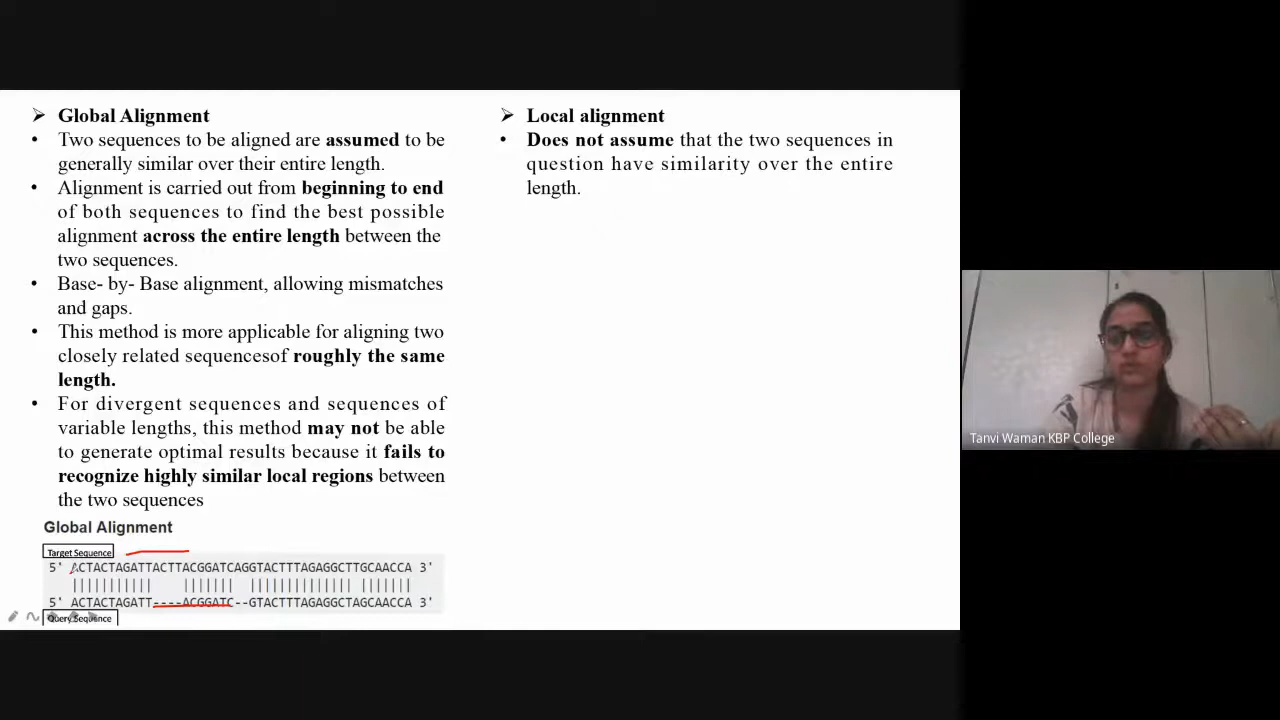 Global Alignment
Two sequences to be aligned are assumed to be
generally similar over their entire length.
Alignment is carried out from beginning to end
of both sequences to find the best possible
alignment across the entire length between the
two sequences.
Base- by- Base alignment, allowing mismatches
and gaps.
This method is more applicable for aligning two
closely related sequencesof roughly the same
length.
For divergent sequences and sequences of
variable lengths, this method may not be able
to generate optimal results because it fails to
recognize highly similar local regions between
the two sequences
Global Alignment
Target Sequence
5' ACTACTAGATTACTTACGGATCAGGTACTTTAGAGGCTTGCAACCA 3'
5' ACTACTAGATT----ACGGATC--GTACTTTAGAGGCTAGCAACCA 3'
Query Sequence
Local alignment
Does not assume that the two sequences in
question have similarity over the entire
length.
Tanvi Waman KBP College